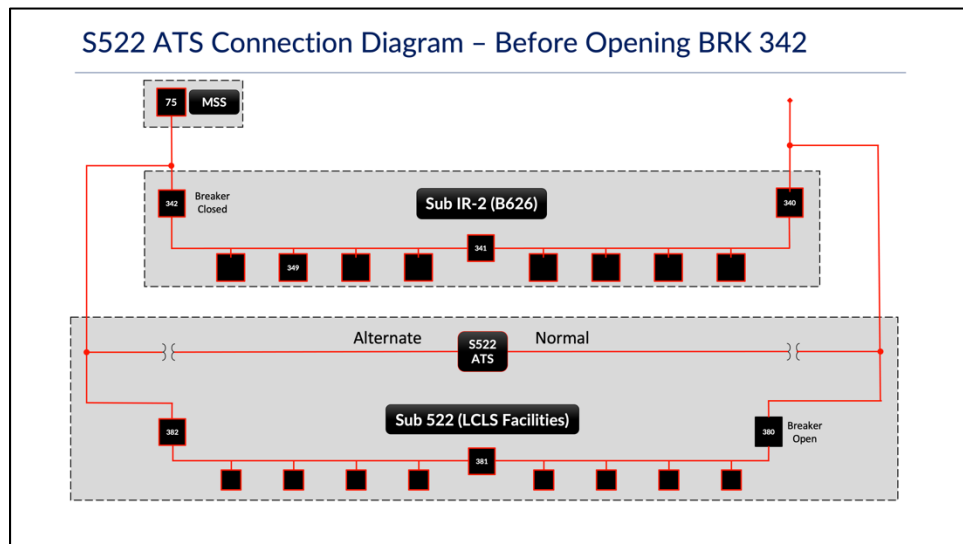 S522 ATS Connection Diagram – Before Opening BRK 342
75
MSS
342
Breaker
Closed
Sub IR-2 (B626)
340
341
349
Alternate
S522
ATS
Normal
Sub 522 (LCLS Facilities)
382
380
Breaker
Open
381